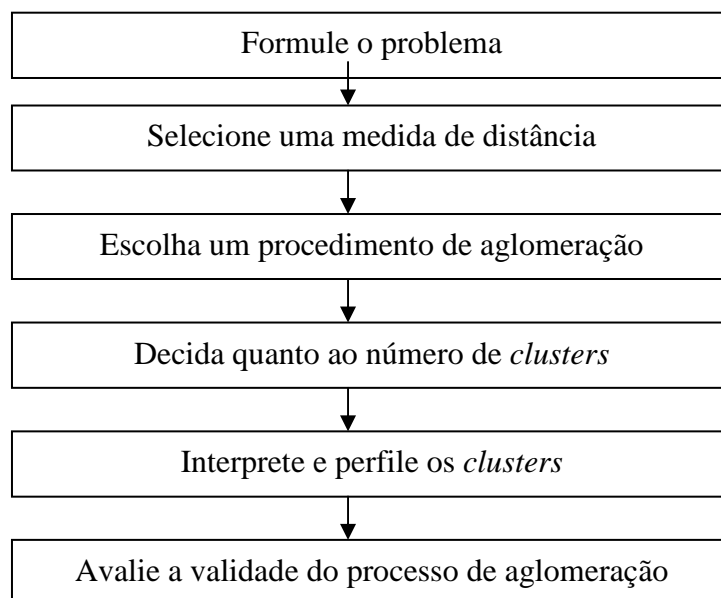 Formule o problema
Selecione uma medida de distância
Escolha um procedimento de aglomeração
Decida quanto ao número de clusters
Interprete e perfile os clusters
Avalie a validade do processo de aglomeração